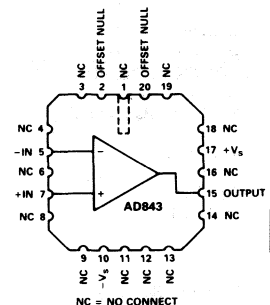 NC
OFFSET NULL
NC
OFFSET NULL
NC
3 2 1 20 19
NC 4
18 NC
−IN 5
−
17 +Vs
NC 6
16 NC
+IN 7
+
15 OUTPUT
AD843
NC 8
14 NC
9 10 11 12 13
NC
−Vs
NC
NC
NC
NC = NO CONNECT